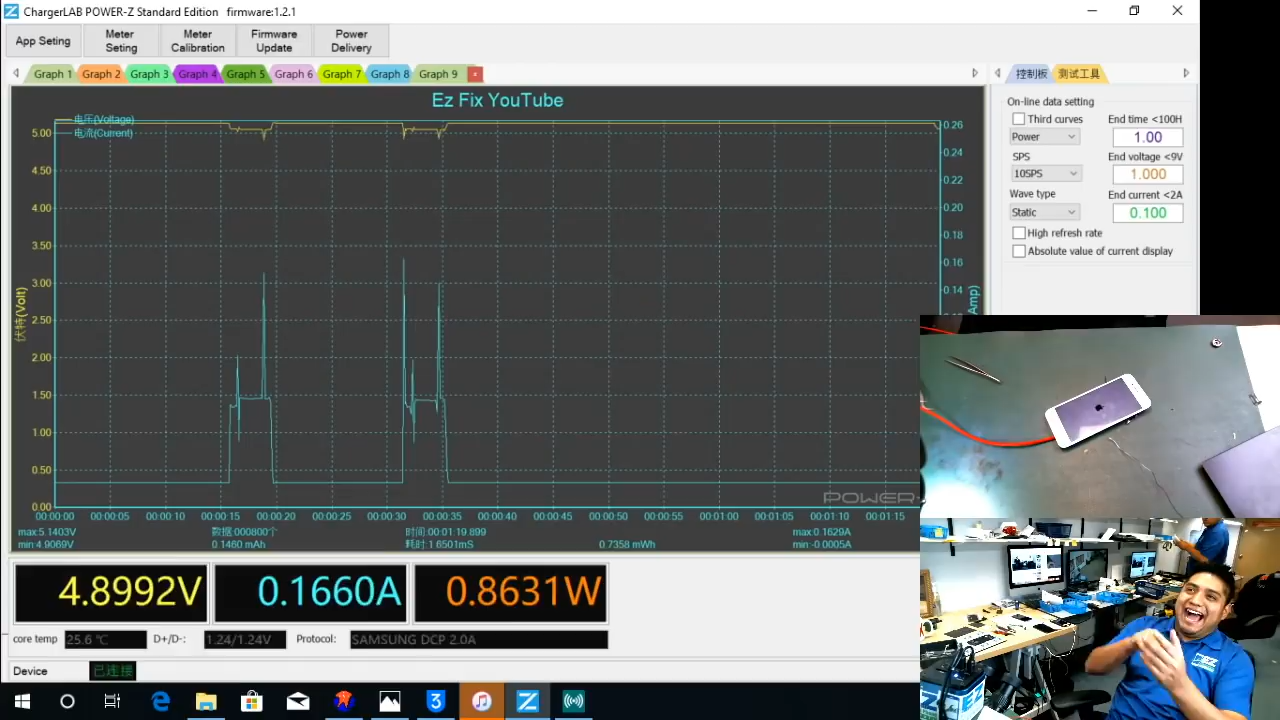 ChargerLAB POWER-Z Standard Edition firmware:1.2.1
App Seting
Meter Seting
Meter Calibration
Firmware Update
Power Delivery
Graph 1
Graph 2
Graph 3
Graph 4
Graph 5
Graph 6
Graph 7
Graph 8
Graph 9
控制板
测试工具
Ez Fix YouTube
电压(Voltage)
电流(Current)
5.00
4.50
4.00
3.50
3.00
2.50
2.00
1.50
1.00
0.50
0.00
伏特(Volt)
0.26
0.24
0.22
0.20
0.18
0.16
0.14
Amp)
POWER-
00:00:00
00:00:05
00:00:10
00:00:15
00:00:20
00:00:25
00:00:30
00:00:35
00:00:40
00:00:45
00:00:50
00:00:55
00:01:00
00:01:05
00:01:10
00:01:15
max:5.1403V
数据:000800个
时间:00:01:19.899
max:0.1629A
min:4.9069V
0.1460 mAh
耗时:1.6501mS
0.7358 mWh
min:-0.0005A
On-line data setting
Third curves
End time <100H
Power
1.00
SPS
End voltage <9V
10SPS
1.000
Wave type
End current <2A
Static
0.100
High refresh rate
Absolute value of current display
4.8992V
0.1660A
0.8631W
core temp
25.6 ℃
D+/D-:
1.24/1.24V
Protocol:
SAMSUNG DCP 2.0A
Device
已连接